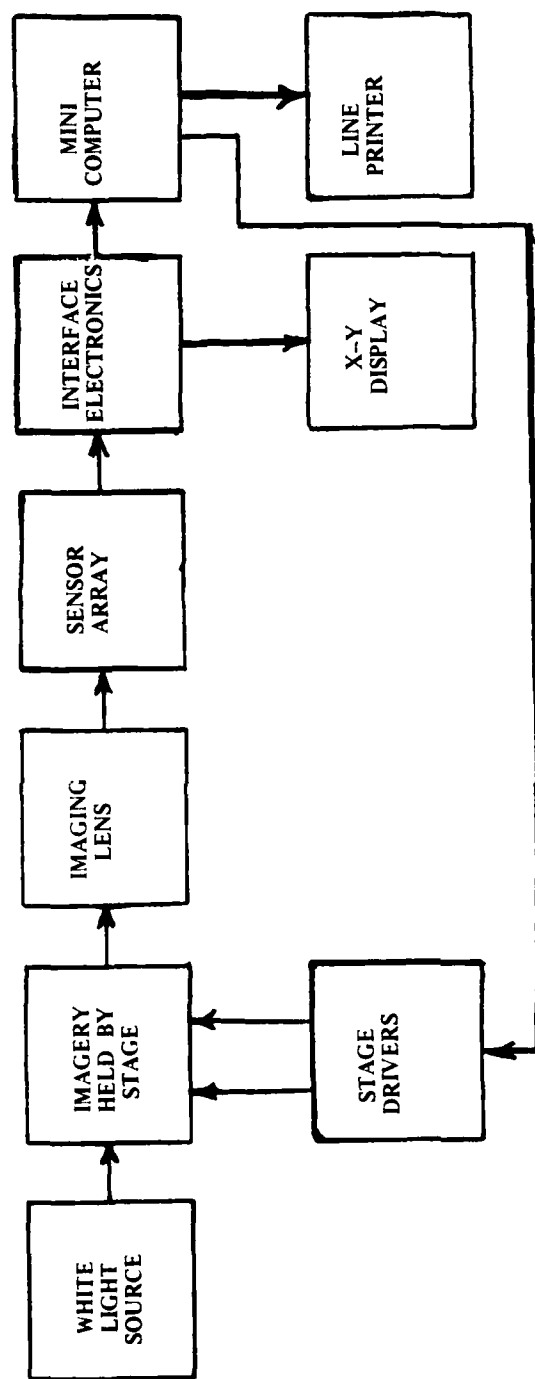 WHITE
LIGHT
SOURCE
IMAGERY
HELD BY
STAGE
IMAGING
LENS
SENSOR
ARRAY
INTERFACE
ELECTRONICS
MINI
COMPUTER
STAGE
DRIVERS
X-Y
DISPLAY
LINE
PRINTER